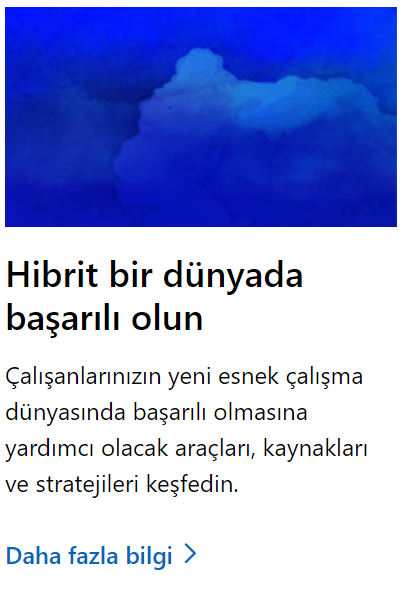 Hibrit bir dünyada
başarılı olun
Çalışanlarınızın yeni esnek çalışma
dünyasında başarılı olmasına
yardımcı olacak araçları, kaynakları
ve stratejileri keşfedin.
Daha fazla bilgi